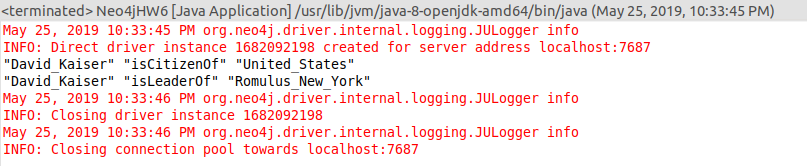 <terminated> Neo4jHW6 [Java Application] /usr/lib/jvm/java-8-openjdk-amd64/bin/java (May 25, 2019, 10:33:45 PM)
May 25, 2019 10:33:45 PM org.neo4j.driver.internal.logging.JULogger info
INFO: Direct driver instance 1682092198 created for server address localhost:7687
"David_Kaiser" "isCitizenOf" "United_States"
"David_Kaiser" "isLeaderOf" "Romulus_New_York"
May 25, 2019 10:33:46 PM org.neo4j.driver.internal.logging.JULogger info
INFO: Closing driver instance 1682092198
May 25, 2019 10:33:46 PM org.neo4j.driver.internal.logging.JULogger info
INFO: Closing connection pool towards localhost:7687